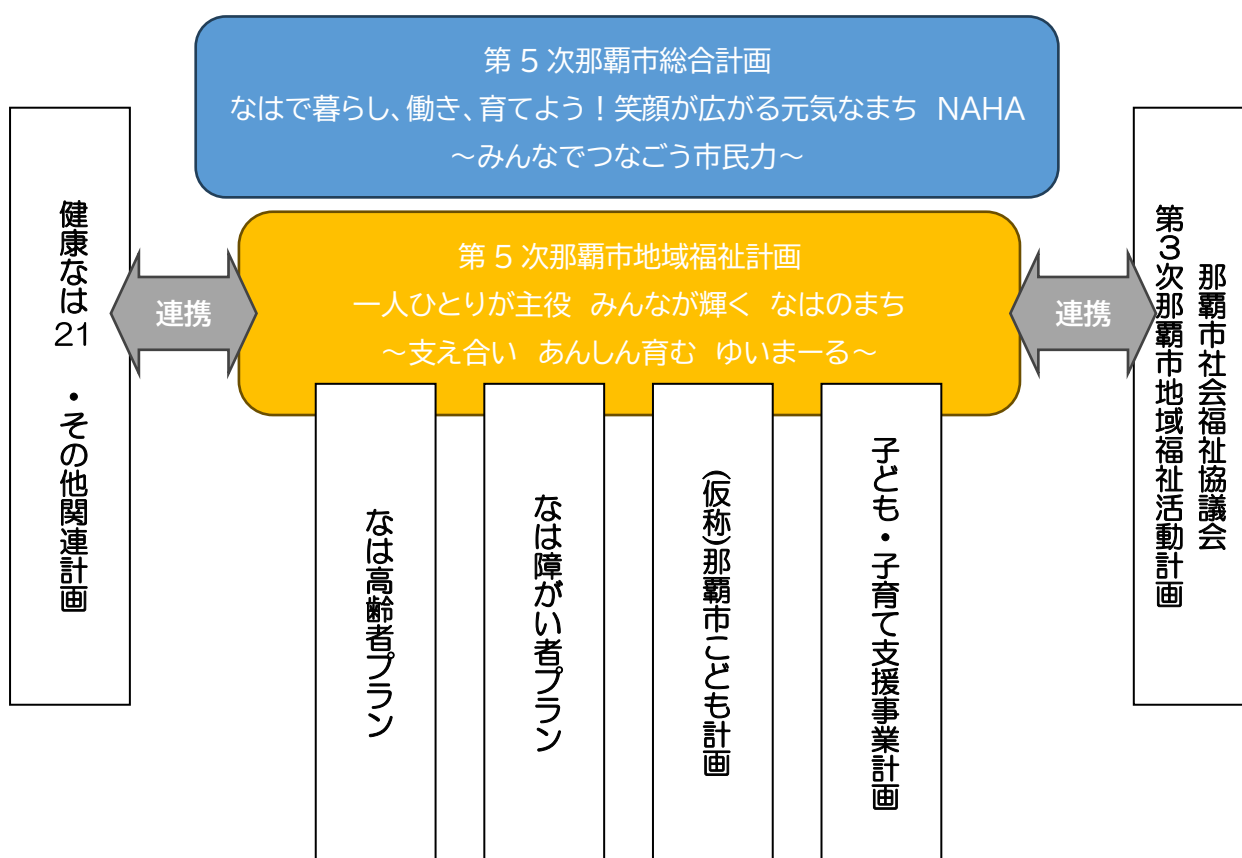 第5次那覇市総合計画
なはで暮らし、働き、育てよう！笑顔が広がる元気なまち NAHA
～みんなでつなごう市民力～
健康なは21 ・その他関連計画
連携
第5次那覇市地域福祉計画
一人ひとりが主役 みんなが輝く なはのまち
～支え合い あんしん育む ゆいまーる～
連携
那覇市社会福祉協議会
第3次那覇市地域福祉活動計画
なは高齢者プラン
なは障がい者プラン
(仮称)那覇市こども計画
子ども・子育て支援事業計画